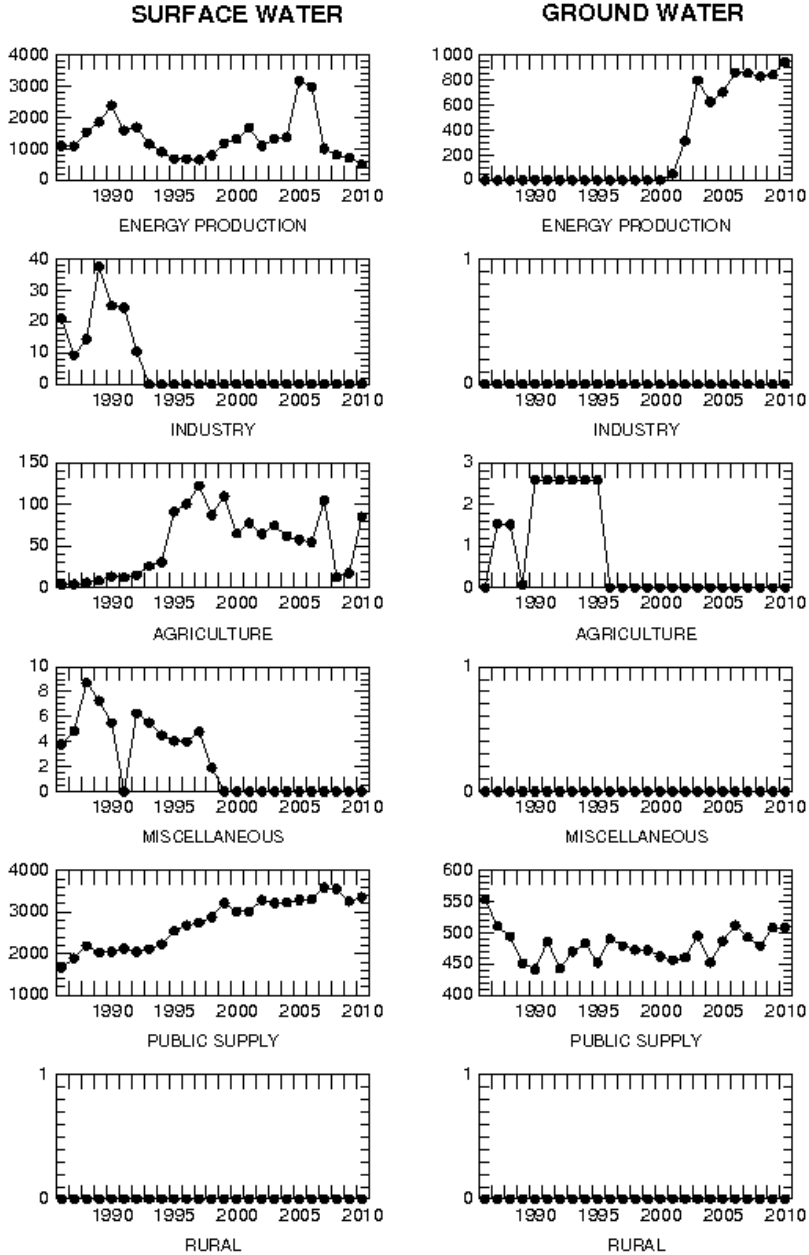 SURFACE WATER GROUND WATER
4000 1000
3000 800
2000 600
1000 400
0 200
0
1990 1995 2000 2005 2010 1990 1995 2000 2005 2010
ENERGY PRODUCTION ENERGY PRODUCTION
40 1
30
20
10
0 0
1990 1995 2000 2005 2010 1990 1995 2000 2005 2010
INDUSTRY INDUSTRY
150 3
100 2
50 1
0 0
1990 1995 2000 2005 2010 1990 1995 2000 2005 2010
AGRICULTURE AGRICULTURE
10 1
8
6
4
2
0 0
1990 1995 2000 2005 2010 1990 1995 2000 2005 2010
MISCELLANEOUS MISCELLANEOUS
4000 600
3000 550
2000 500
1000 450
400
1990 1995 2000 2005 2010 1990 1995 2000 2005 2010
PUBLIC SUPPLY PUBLIC SUPPLY
1 1
0 0
1990 1995 2000 2005 2010 1990 1995 2000 2005 2010
RURAL RURAL